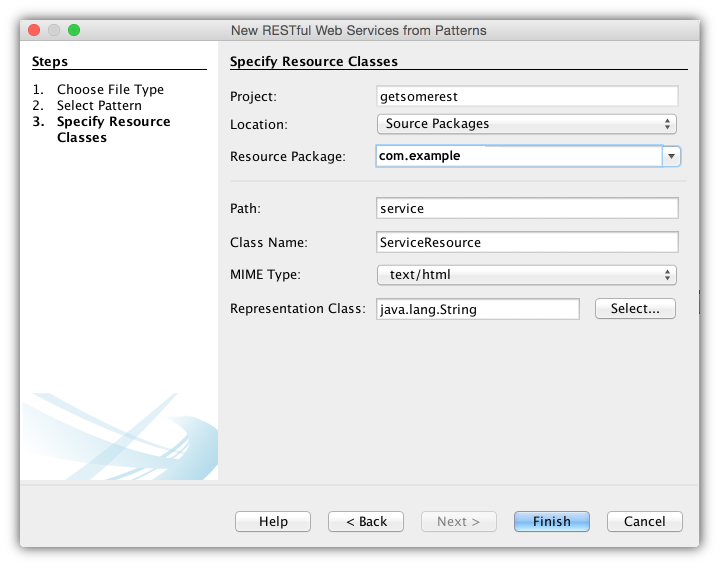 New RESTful Web Services from Patterns
Steps
1. Choose File Type
2. Select Pattern
3. Specify Resource
Classes
Specify Resource Classes
Project: getsomerest
Location: Source Packages
Resource Package: com.example
Path: service
Class Name: ServiceResource
MIME Type: text/html
Representation Class: java.lang.String Select...
Help < Back Next > Finish Cancel